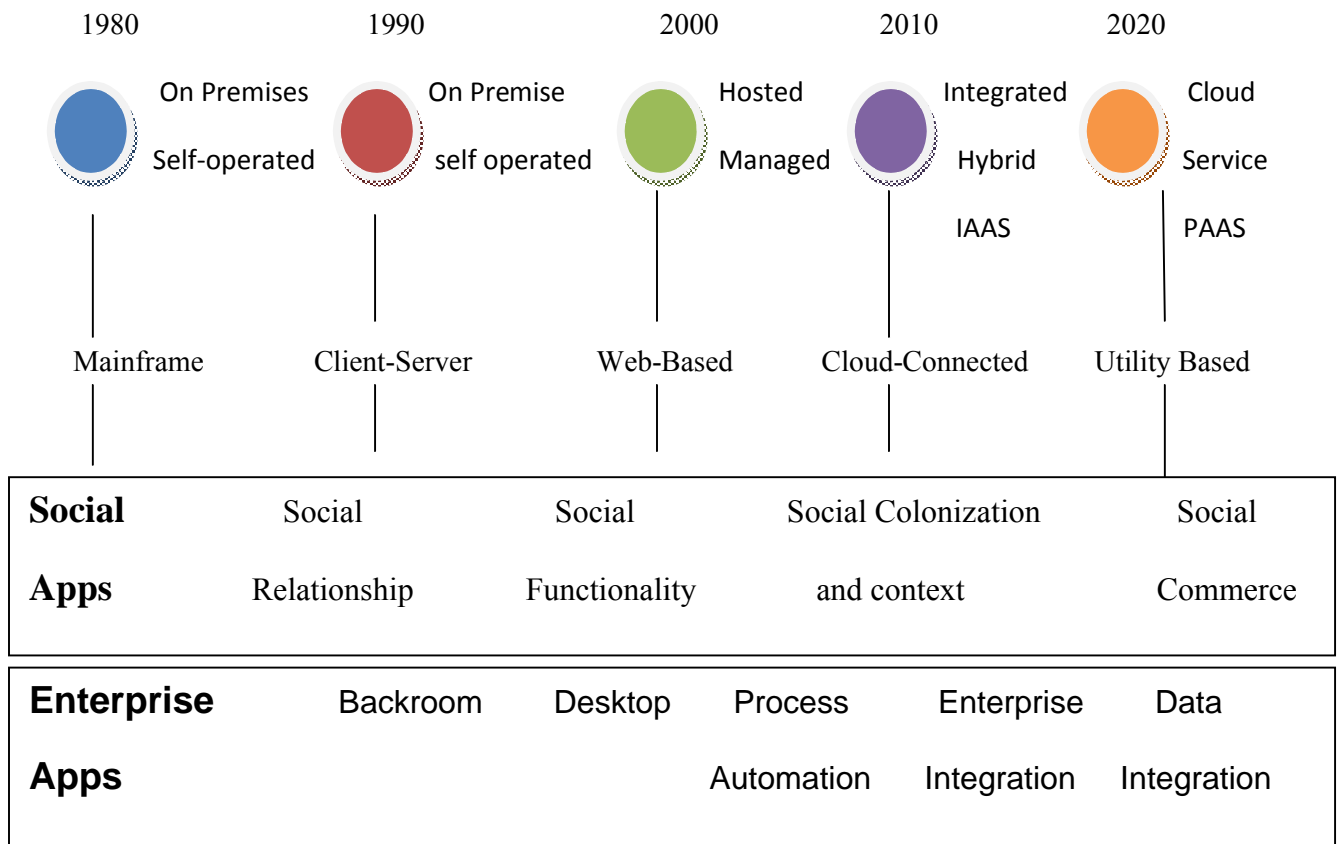 1980 1990 2000 2010 2020
On Premises On Premise Hosted Integrated Cloud
Self-operated self operated Managed Hybrid Service
IAAS PAAS
Mainframe Client-Server Web-Based Cloud-Connected Utility Based
Social Social Social Social Colonization Social
Apps Relationship Functionality and context Commerce
Enterprise Backroom Desktop Process Enterprise Data
Apps Automation Integration Integration